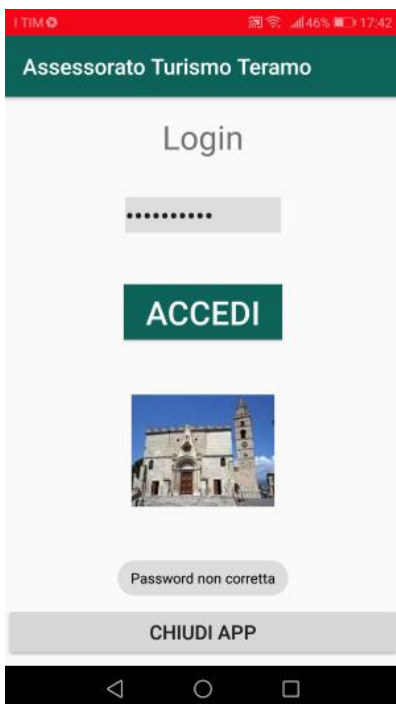 TIM 46% 17:42
Assessorato Turismo Teramo
Login
••••••••••
ACCEDI
Password non corretta
CHIUDI APP